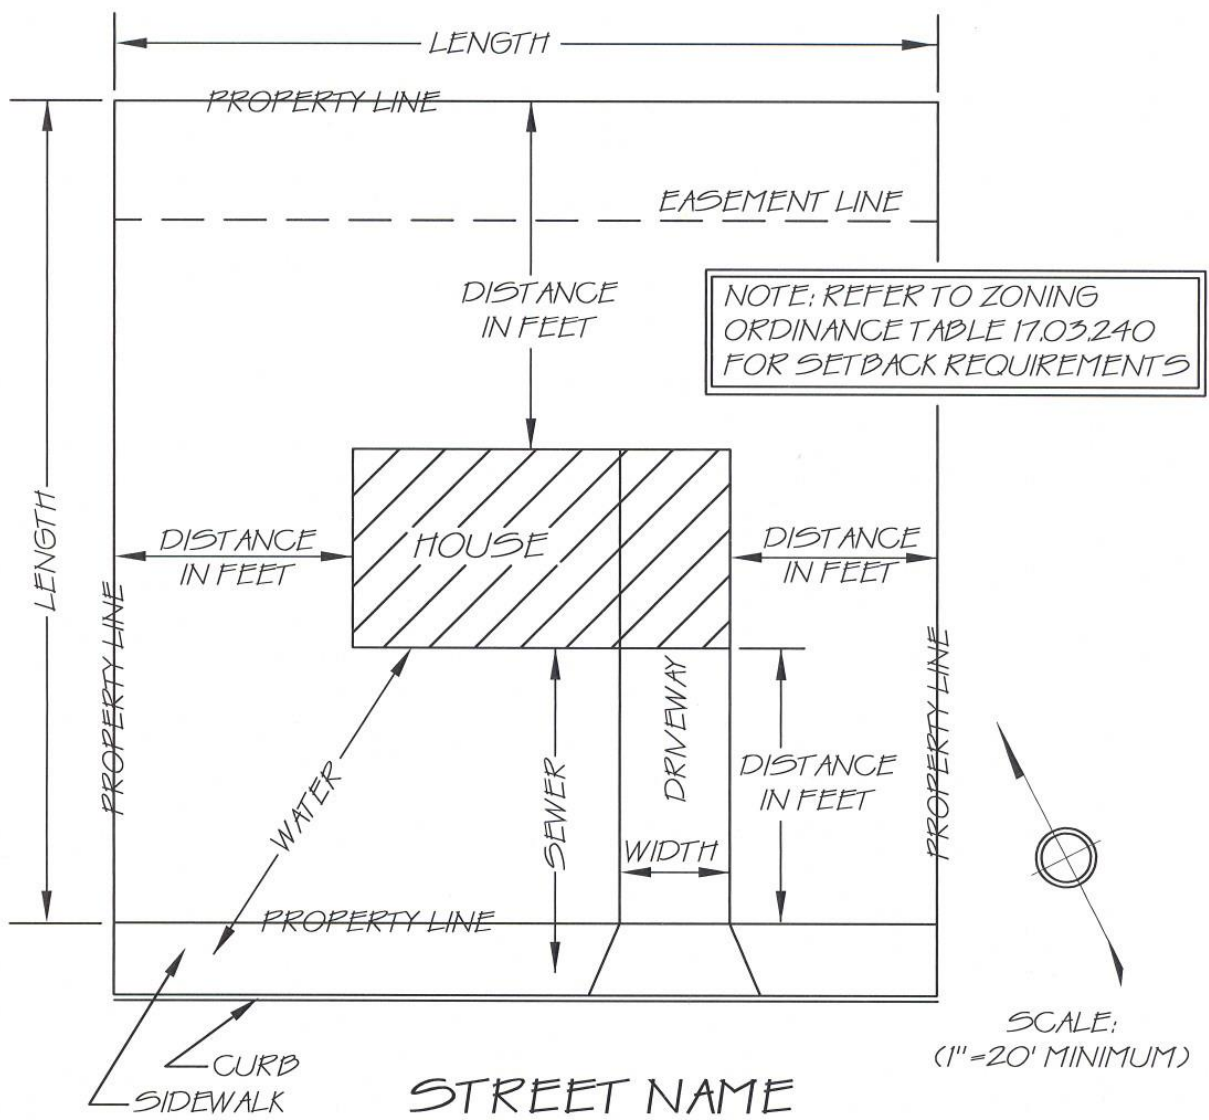 LENGTH
PROPERTY LINE
EASEMENT LINE
DISTANCE
IN FEET
NOTE: REFER TO ZONING
ORDINANCE TABLE 17.03.240
FOR SETBACK REQUIREMENTS
LENGTH
DISTANCE
IN FEET
HOUSE
DISTANCE
IN FEET
PROPERTY LINE
PROPERTY LINE
DRIVEWAY
WATER
SEWER
DISTANCE
IN FEET
WIDTH
PROPERTY LINE
SCALE:
(1"=20' MINIMUM)
CURB
SIDEWALK
STREET NAME